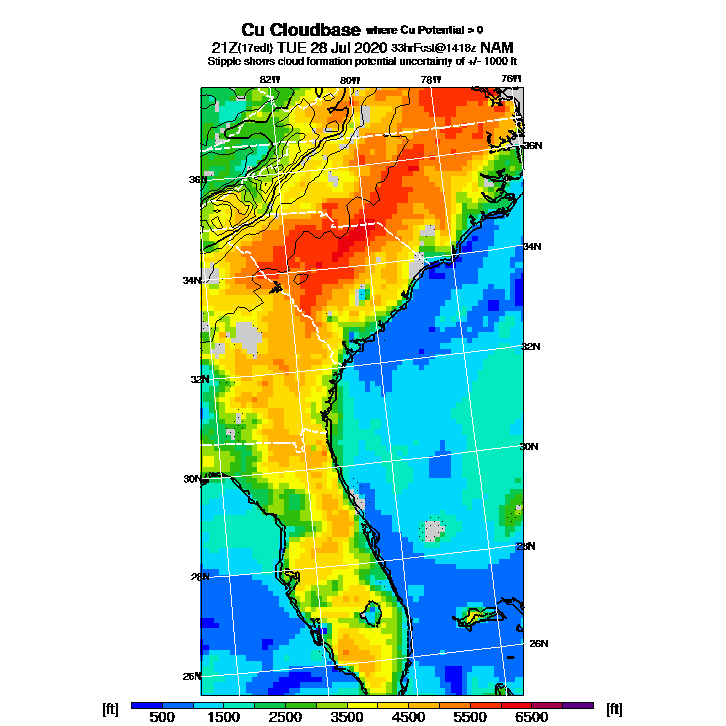 Cu Cloudbase where Cu Potential > 0
21Z(17edt) TUE 28 Jul 2020 33hrFcst@1418z NAM
Stipple shows cloud formation potential uncertainty of +/- 1000 ft
82W 80W 78W 76W
36N
36N
34N
34N
32N
32N
30N
30N
28N
28N
26N
26N
[ft] 500 1500 2500 3500 4500 5500 6500 [ft]